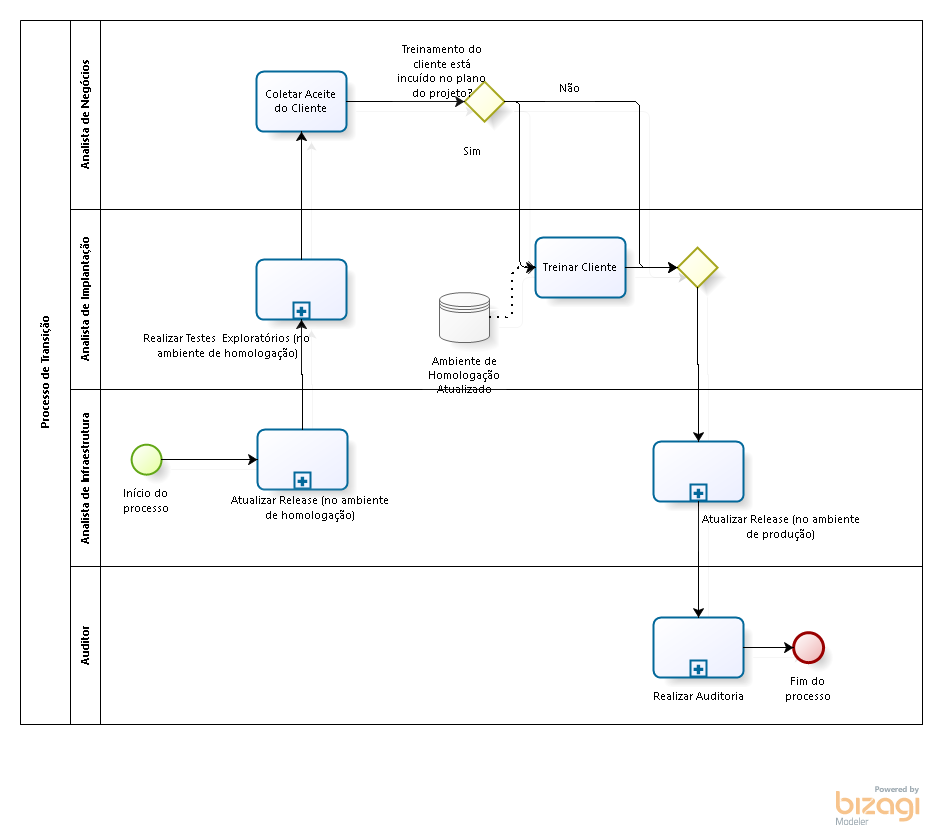 Processo de Transição
Analista de Negócios
Treinamento do
cliente está
incuído no plano
do projeto?
Coletar Aceite
do Cliente
Não
Sim
Analista de Implantação
Treinar Cliente
Realizar Testes Exploratórios (no
ambiente de homologação)
Ambiente de
Homologação
Atualizado
Analista de Infraestrutura
Início do
processo
Atualizar Release (no ambiente
de homologação)
Atualizar Release (no ambiente
de produção)
Auditor
Realizar Auditoria
Fim do
processo
Powered by
bizagi
Modeler